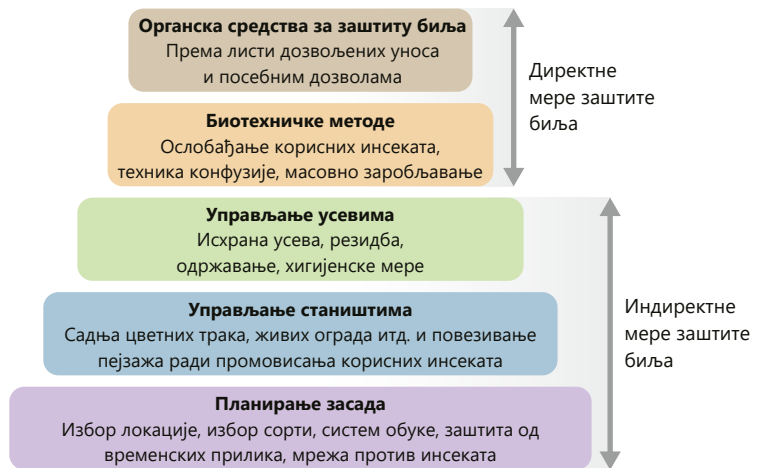 Органска средства за заштиту биља
Према листи дозвољених уноса
и посебним дозволама
Биотехничке методе
Ослобађање корисних инсеката,
техника конфузије, масовно заробљавање
Директне
мере заштите
биља
Управљање усевима
Исхрана усева, резидба,
одржавање, хигијенске мере
Управљање стаништима
Садња цветних трака, живих ограда итд. и повезивање
пејзажа ради промовисања корисних инсеката
Планирање засада
Избор локације, избор сорти, систем обуке, заштита од
временских прилика, мрежа против инсеката
Индиректне
мере заштите
биља